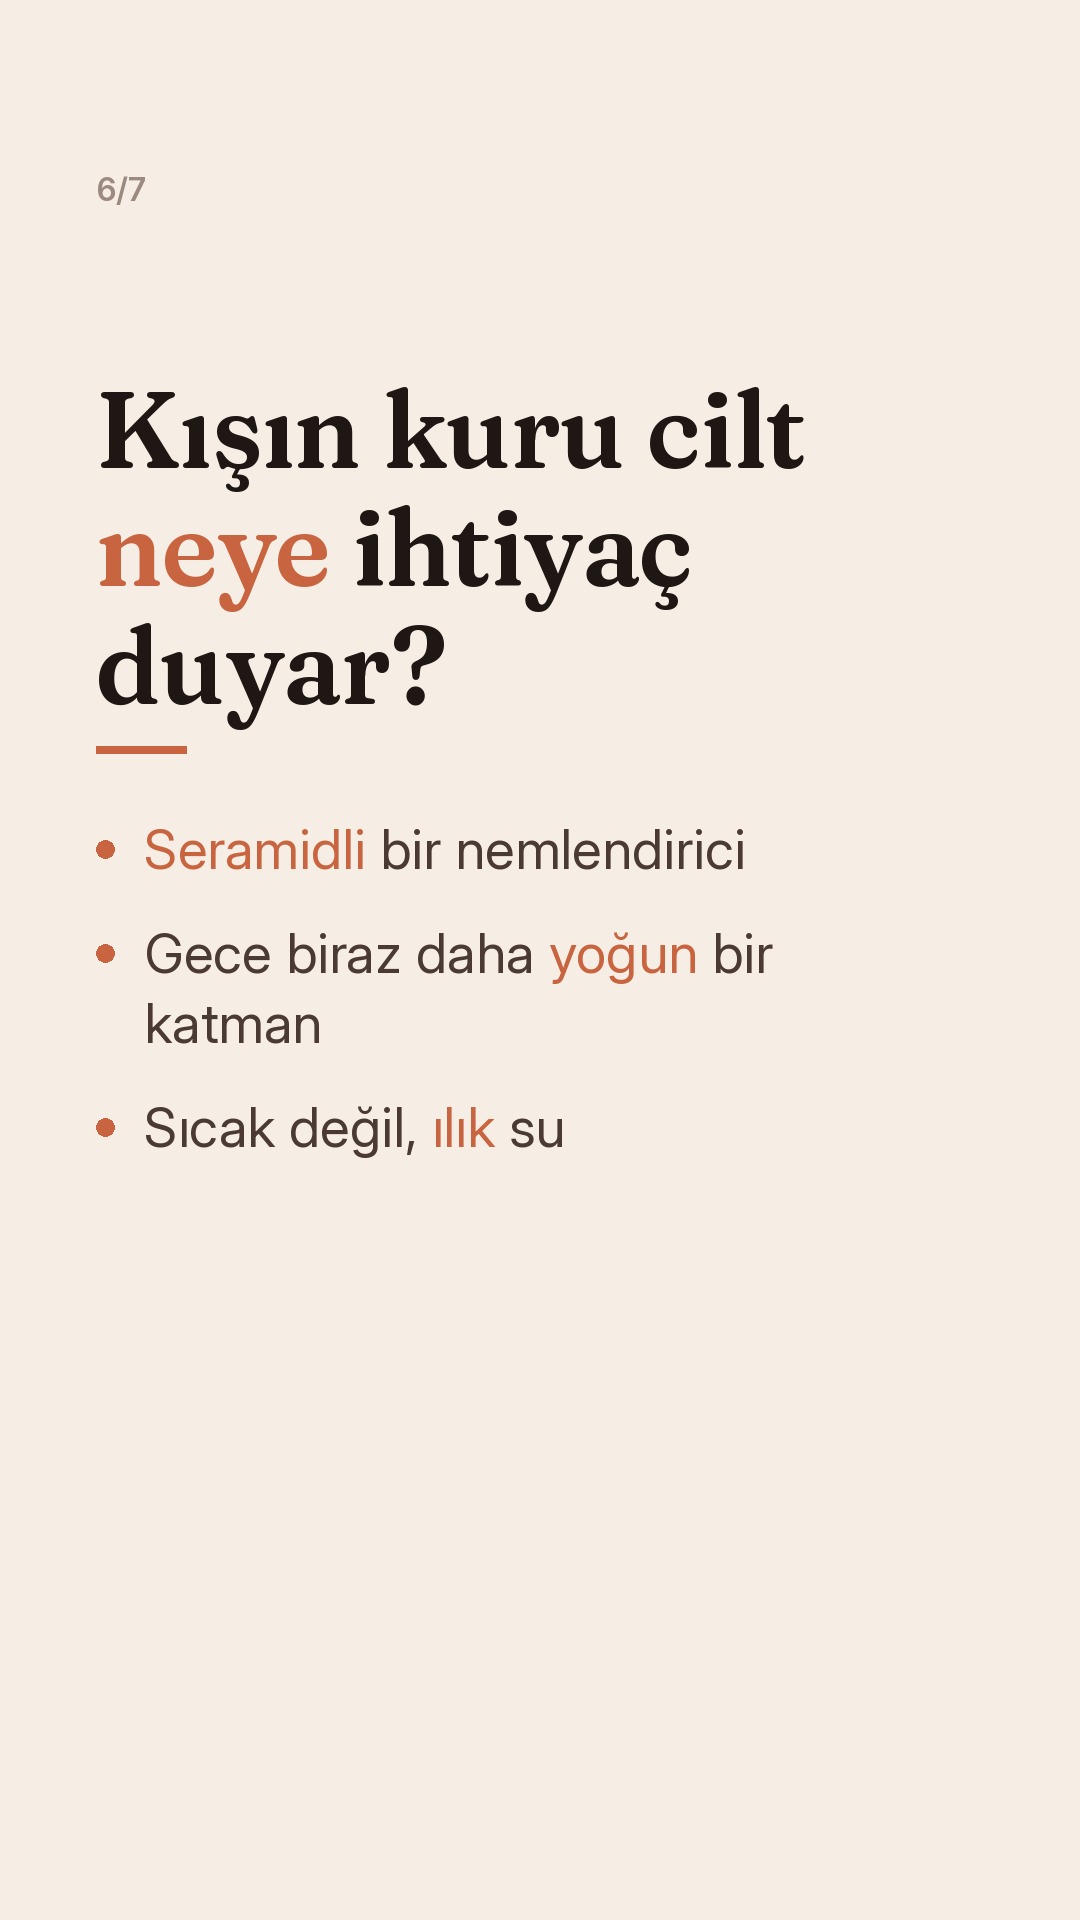 6/7
Kışın kuru cilt
neye ihtiyaç
duyar?
• Seramidli bir nemlendirici
• Gece biraz daha yoğun bir
katman
• Sıcak değil, ılık su